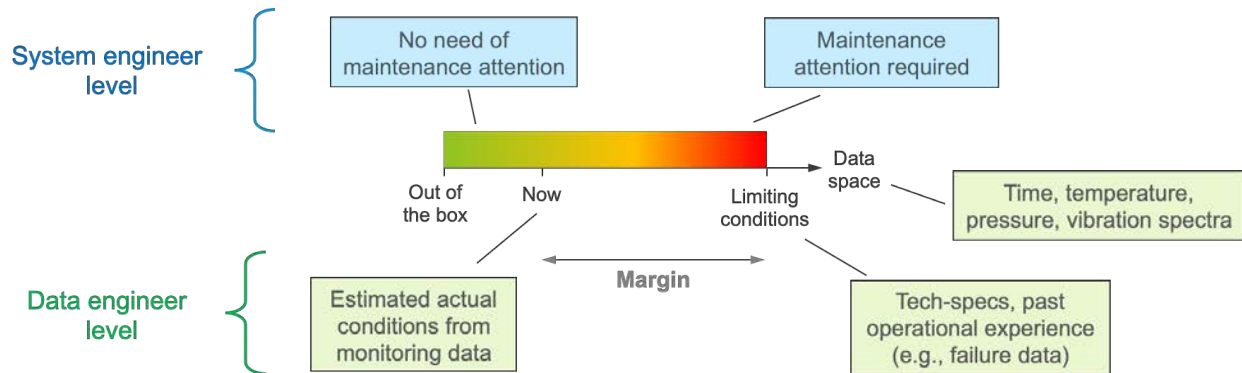 System engineer
level
No need of
maintenance attention
Maintenance
attention required
Out of
the box
Now
Limiting
conditions
Data
space
Time, temperature,
pressure, vibration spectra
Margin
Data engineer
level
Estimated actual
conditions from
monitoring data
Tech-specs, past
operational experience
(e.g., failure data)